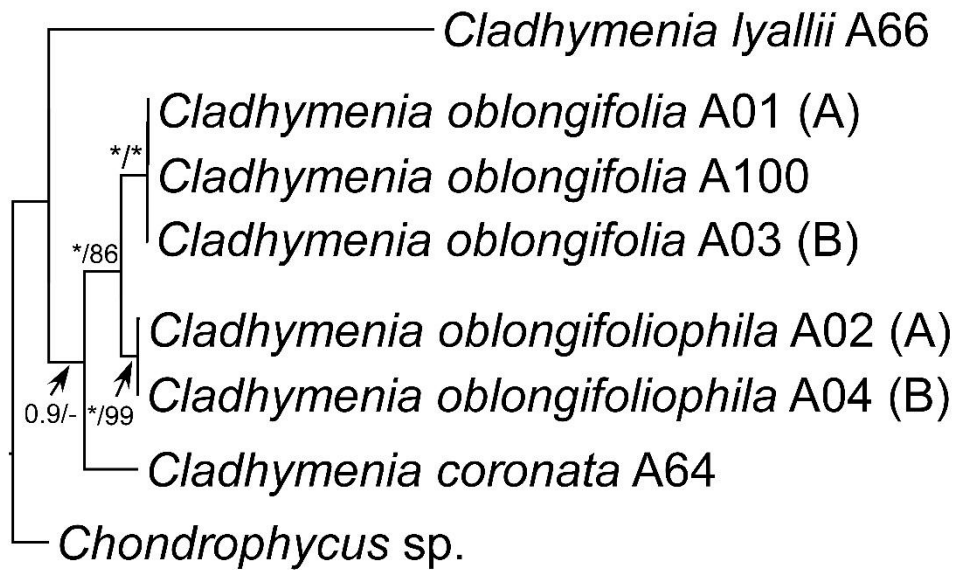 Cladhymenia lyallii A66
Cladhymenia oblongifolia A01 (A)
*/*
Cladhymenia oblongifolia A100
Cladhymenia oblongifolia A03 (B)
*/86
Cladhymenia oblongifoliophila A02 (A)
Cladhymenia oblongifoliophila A04 (B)
0.9/-
*/99
Cladhymenia coronata A64
Chondrophycus sp.